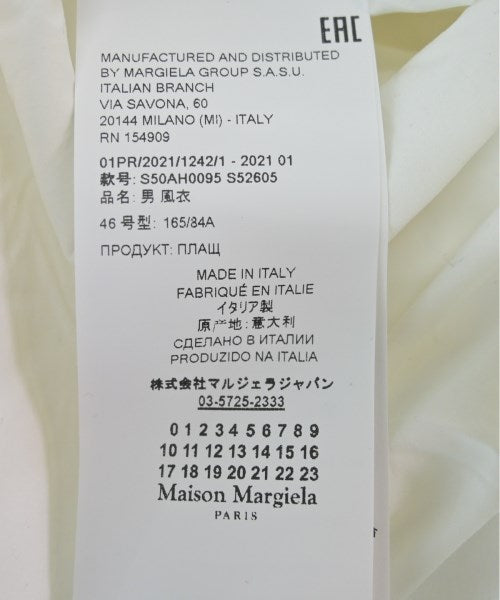 EAC
MANUFACTURED AND DISTRIBUTED
BY MARGIELA GROUP S.A.S.U.
ITALIAN BRANCH
VIA SAVONA, 60
20144 MILANO (MI) - ITALY
RN 154909
01PR/2021/1242/1 - 2021 01
款号: S50AH0095 S52605
品名: 男 風衣
46 号型: 165/84A
ПРОДУКТ: ПЛАЩ
MADE IN ITALY
FABRIQUÉ EN ITALIE
イタリア製
原产地: 意大利
СДЕЛАНО В ИТАЛИИ
PRODUZIDO NA ITALIA
株式会社マルジェラジャパン
03-5725-2333
0 1 2 3 4 5 6 7 8 9
10 11 12 13 14 15 16
17 18 19 20 21 22 23
Maison Margiela
PARIS